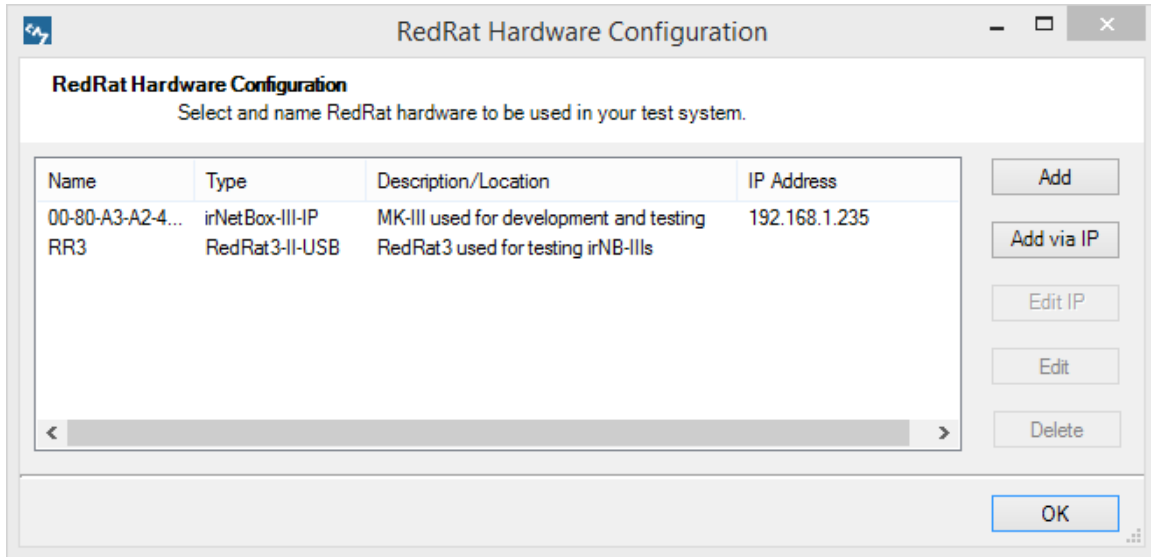 RedRat Hardware Configuration
RedRat Hardware Configuration
Select and name RedRat hardware to be used in your test system.
Name Type Description/Location IP Address
00-80-A3-A2-4... irNetBox-III-IP MK-III used for development and testing 192.168.1.235
RR3 RedRat3-II-USB RedRat3 used for testing irNB-IIIs
Add
Add via IP
Edit IP
Edit
Delete
OK